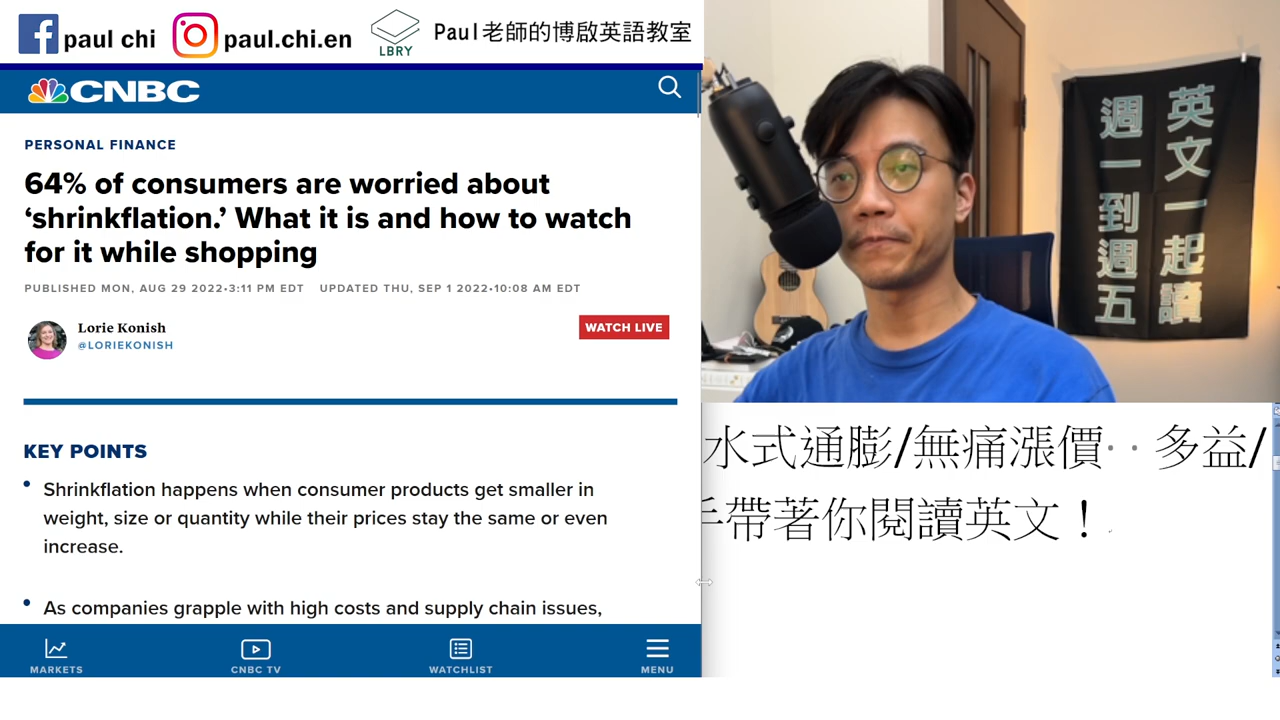 paul chi
paul.chi.en
LBRY
Paul老師的博啟英語教室
CNBC
PERSONAL FINANCE
64% of consumers are worried about
‘shrinkflation.’ What it is and how to watch
for it while shopping
PUBLISHED MON, AUG 29 2022•3:11 PM EDT UPDATED THU, SEP 1 2022•10:08 AM EDT
Lorie Konish
@LORIEKONISH
WATCH LIVE
KEY POINTS
• Shrinkflation happens when consumer products get smaller in
weight, size or quantity while their prices stay the same or even
increase.
• As companies grapple with high costs and supply chain issues,
MARKETS
CNBC TV
WATCHLIST
MENU
英文一起讀
週一到週五
水式通膨/無痛漲價··多益/
手帶著你閱讀英文！